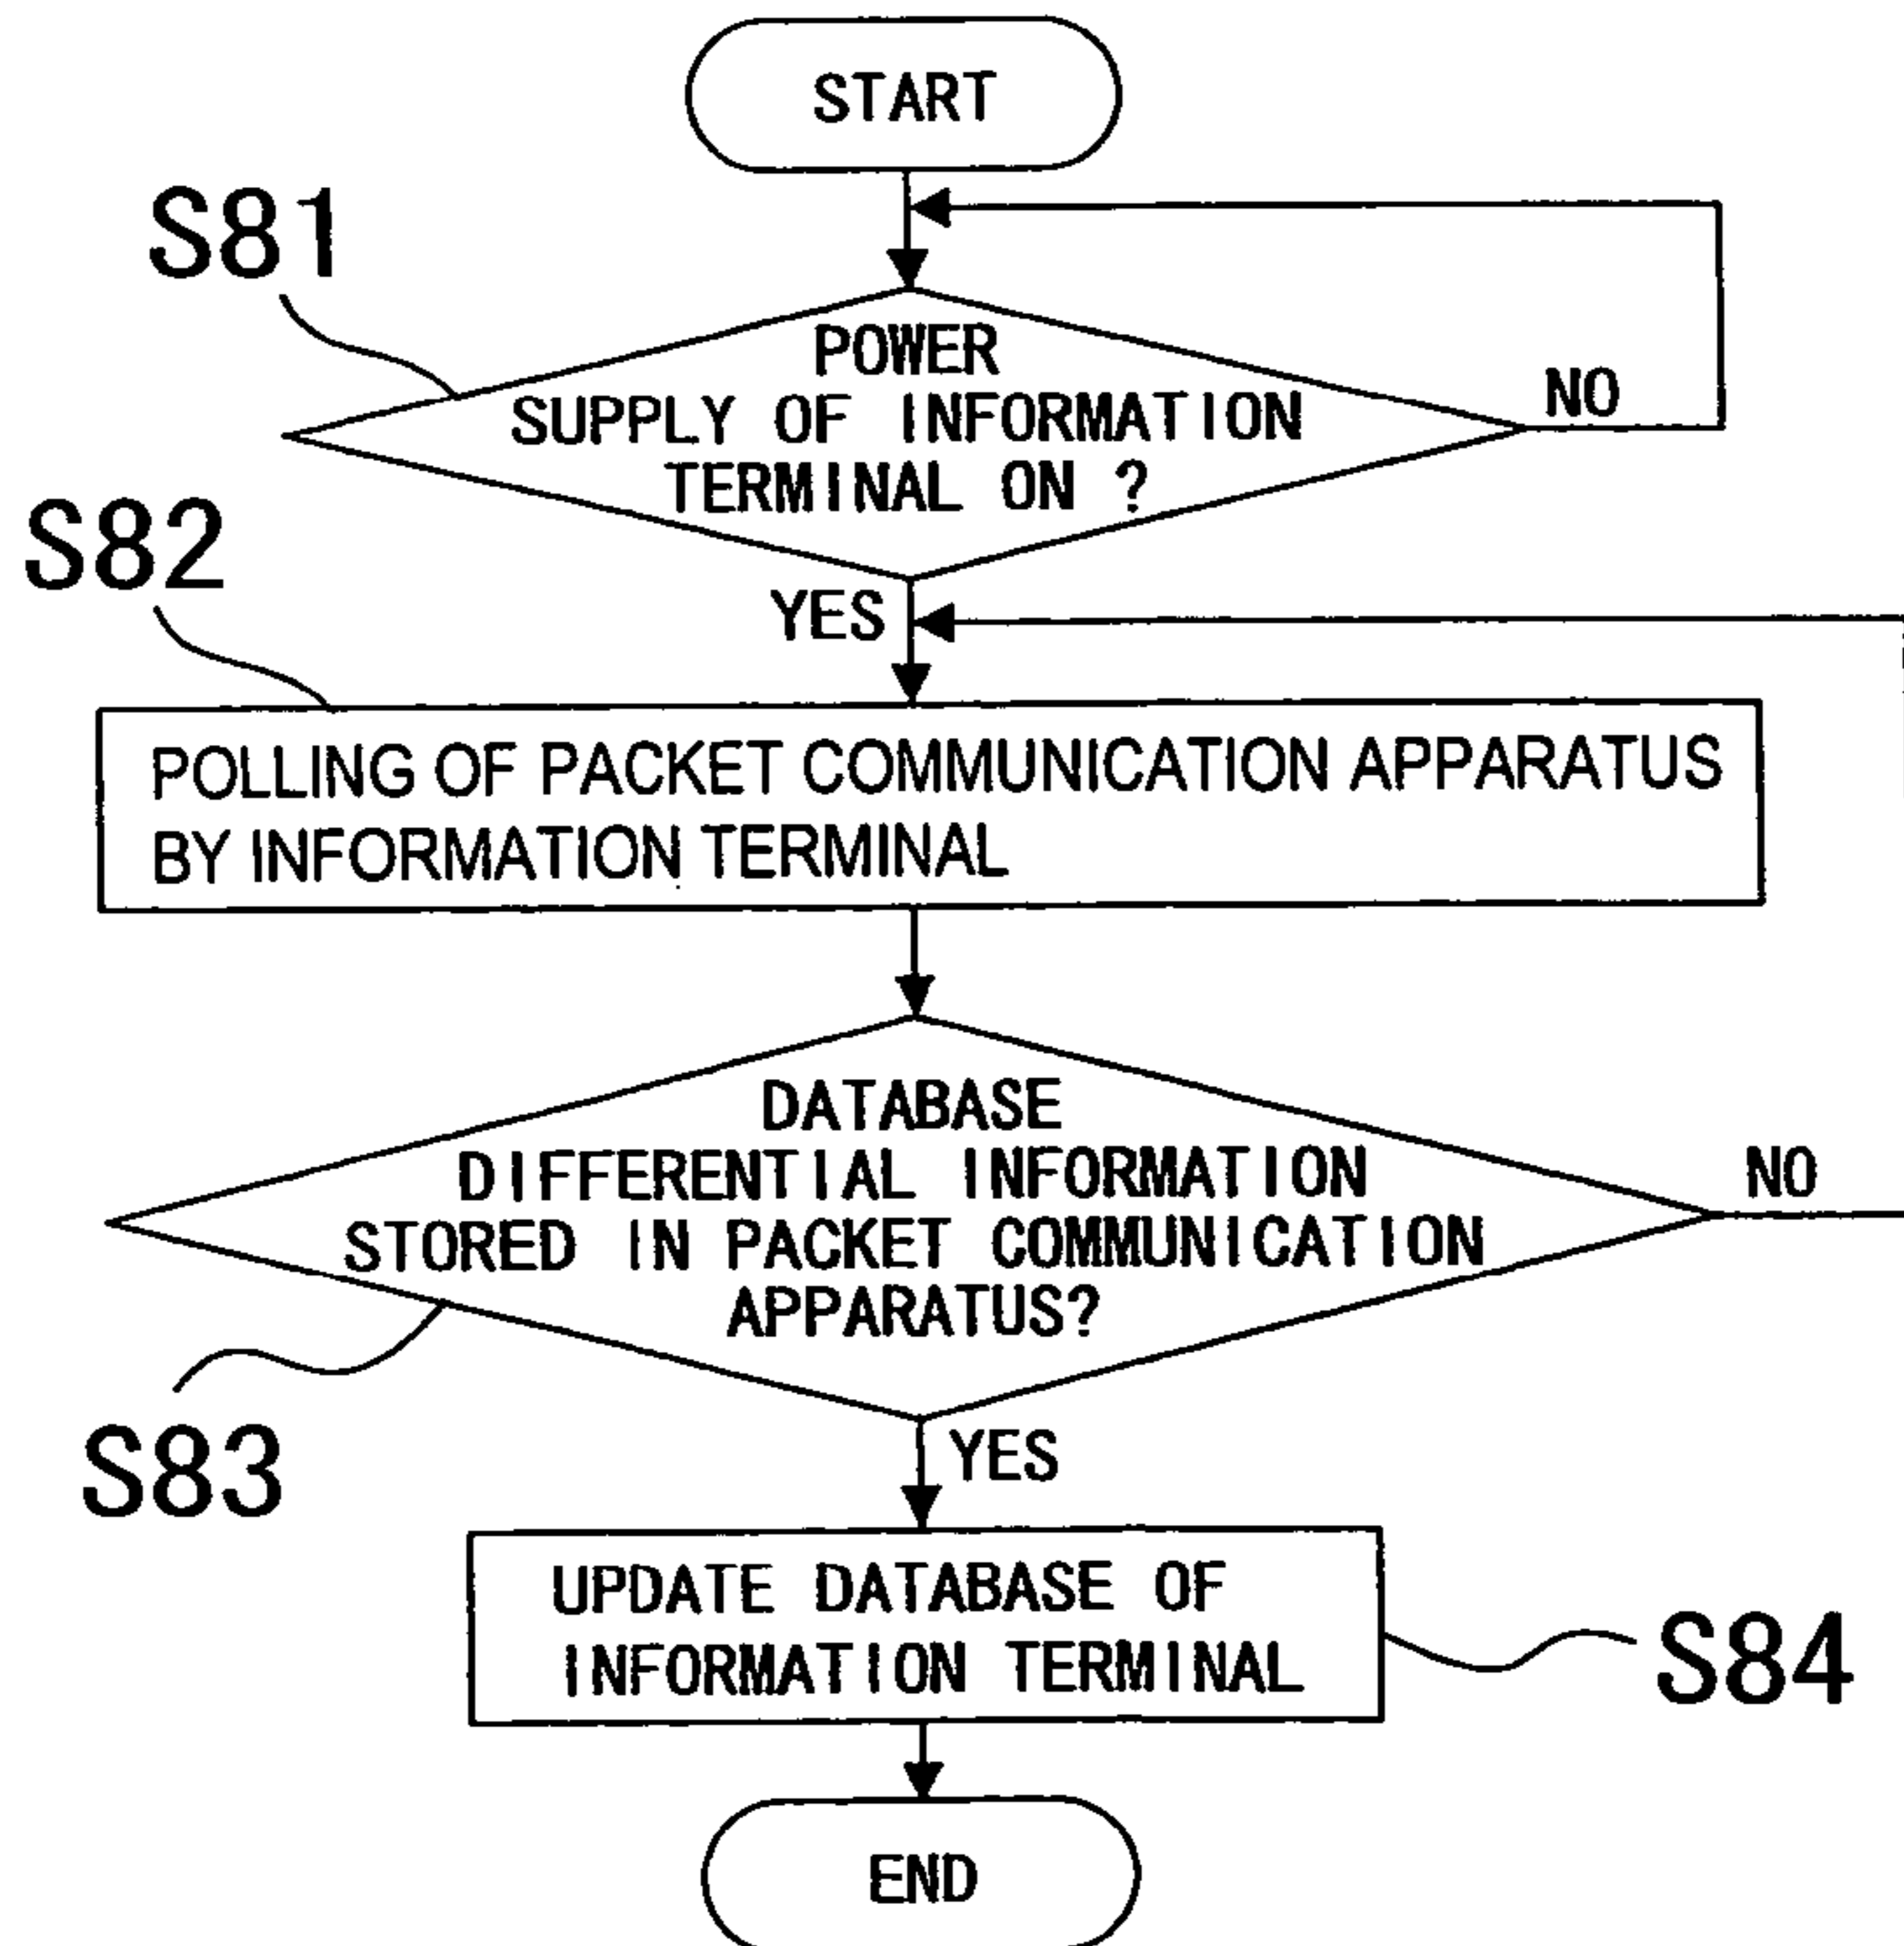 START
S81
POWER
SUPPLY OF INFORMATION
TERMINAL ON ?
NO
S82
YES
POLLING OF PACKET COMMUNICATION APPARATUS
BY INFORMATION TERMINAL
DATABASE
DIFFERENTIAL INFORMATION
STORED IN PACKET COMMUNICATION
APPARATUS?
NO
S83
YES
UPDATE DATABASE OF
INFORMATION TERMINAL
S84
END